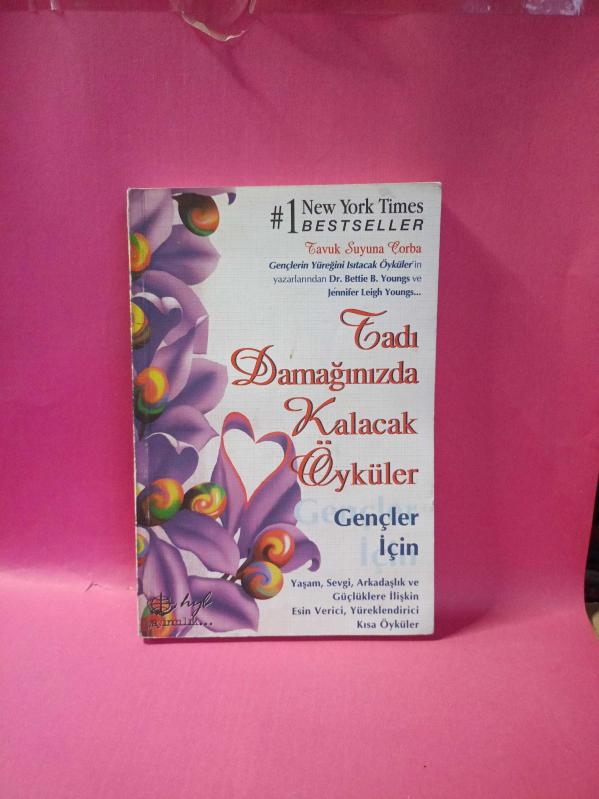 #1 New York Times
BESTSELLER
Tavuk Suyuna Çorba
Gençlerin Yüreğini Isıtacak Öyküler'in
yazarlarından Dr. Bettie B. Youngs ve
Jennifer Leigh Youngs...
Tadı
Damağınızda
Kalacak
Öyküler
Gençler
İçin
Yaşam, Sevgi, Arkadaşlık ve
Güçlüklere İlişkin
Esin Verici, Yüreklendirici
Kısa Öyküler
hyb
yayıncılık...